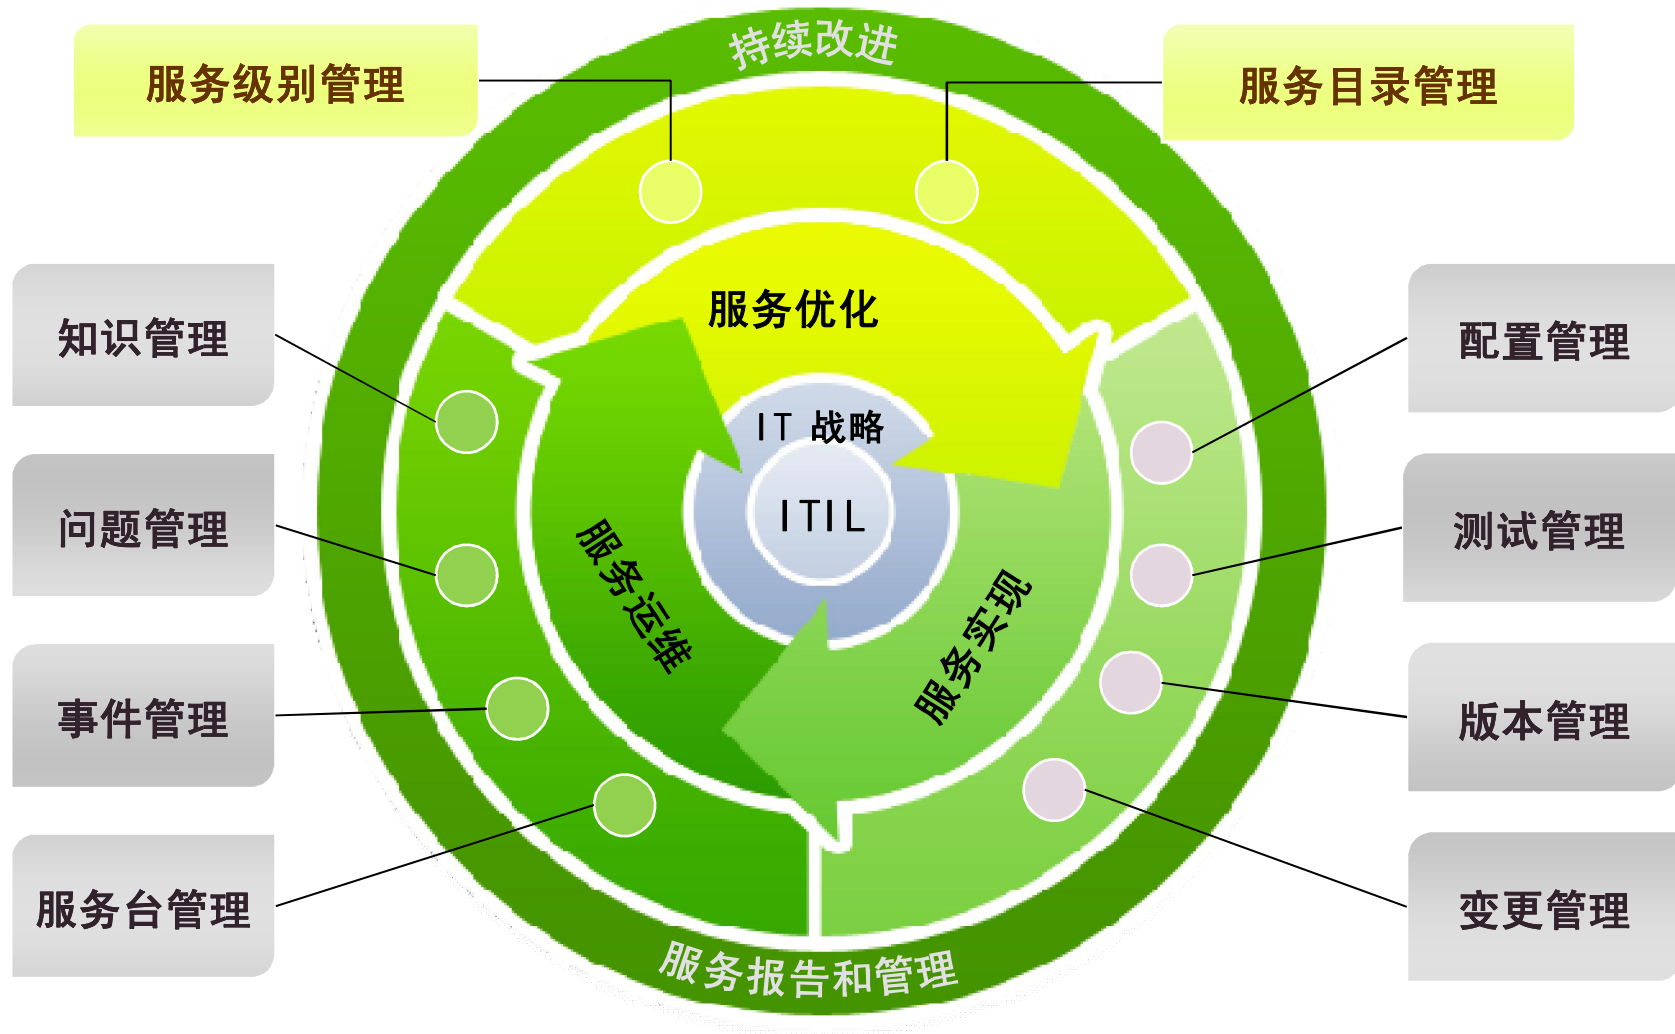 持续改进
服务级别管理
服务目录管理
知识管理
问题管理
事件管理
服务台管理
服务优化
IT 战略
ITIL
服务运维
服务实现
配置管理
测试管理
版本管理
变更管理
服务报告和管理